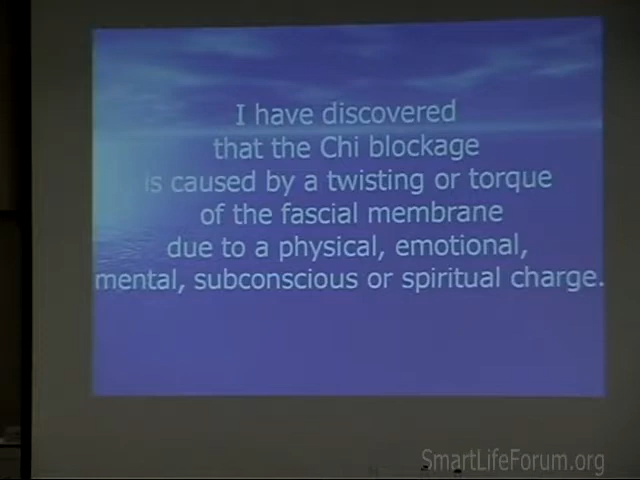 I have discovered
that the Chi blockage
is caused by a twisting or torque
of the fascial membrane
due to a physical, emotional,
mental, subconscious or spiritual charge.
SmartLifeForum.org